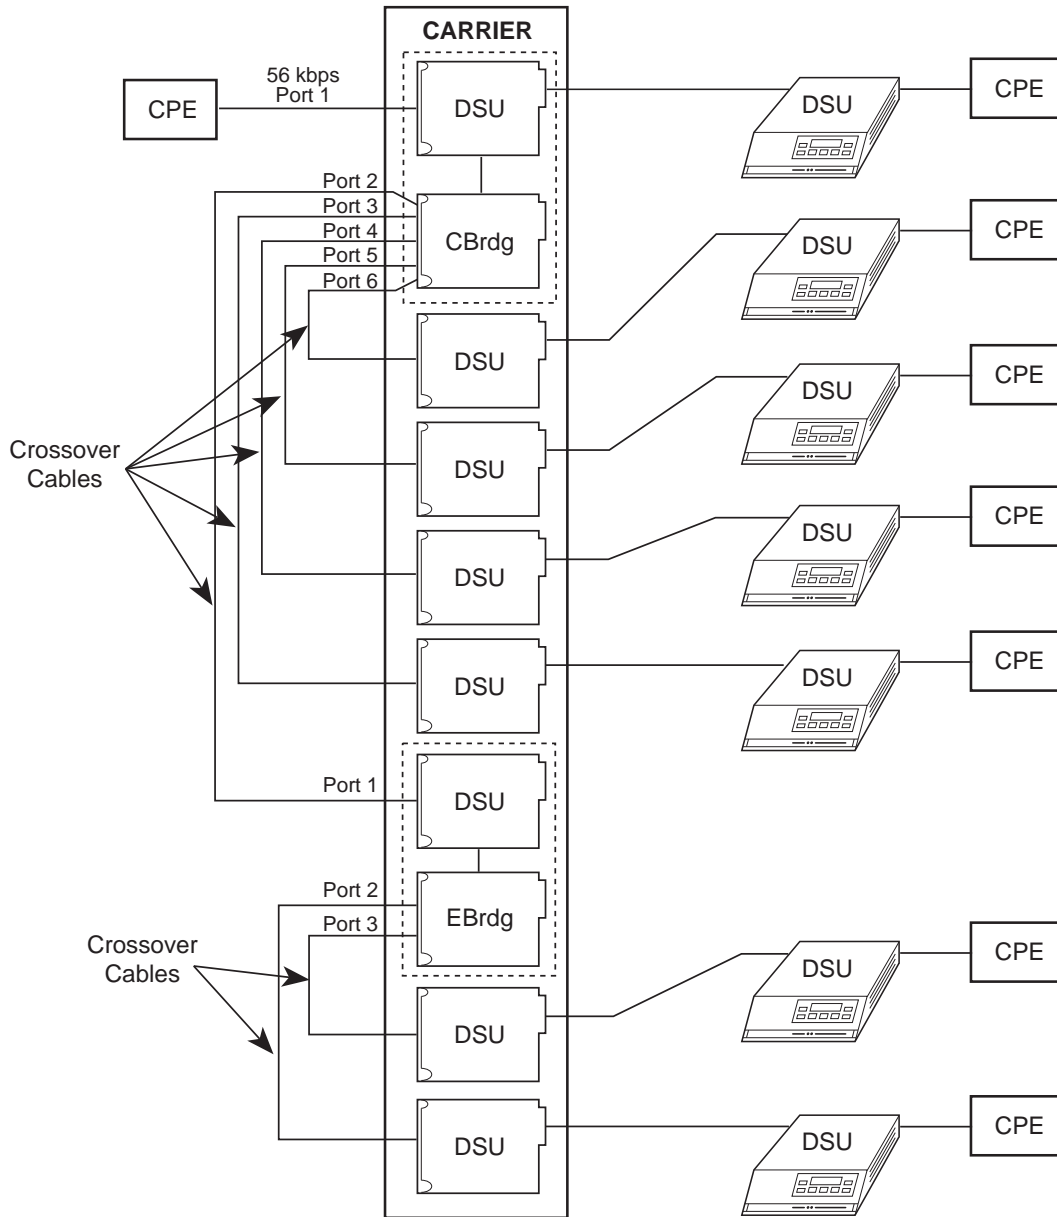 CARRIER
56 kbps
Port 1
CPE
DSU
DSU
CPE
Port 2
Port 3
Port 4
Port 5
Port 6
CBrdg
DSU
CPE
DSU
DSU
CPE
Crossover
Cables
DSU
DSU
CPE
DSU
DSU
CPE
DSU
Port 1
DSU
Port 2
Port 3
EBrdg
Crossover
Cables
DSU
CPE
DSU
DSU
CPE
DSU